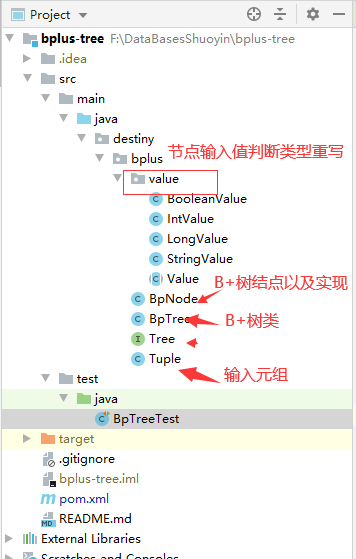 Project
bplus-tree F:\DataBasesShuoyin\bplus-tree
.idea
src
main
java
destiny
bplus
节点输入值判断类型重写
value
BooleanValue
IntValue
LongValue
StringValue
Value
B+树结点以及实现
BpNode
BpTree
B+树类
Tree
Tuple
输入元组
test
java
BpTreeTest
target
.gitignore
bplus-tree.iml
pom.xml
README.md
External Libraries
Scratches and Consoles